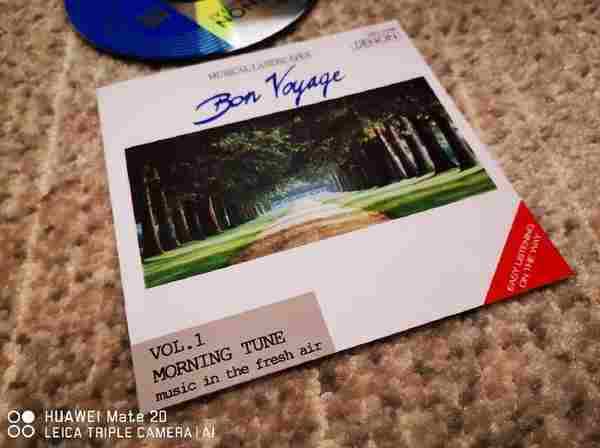 MUSICAL LANDSCAPES
DENON
Bon Voyage
EASY LISTENING
ON THE WAY
VOL.1
MORNING TUNE
music in the fresh air
HUAWEI Mate 20
LEICA TRIPLE CAMERA | AI